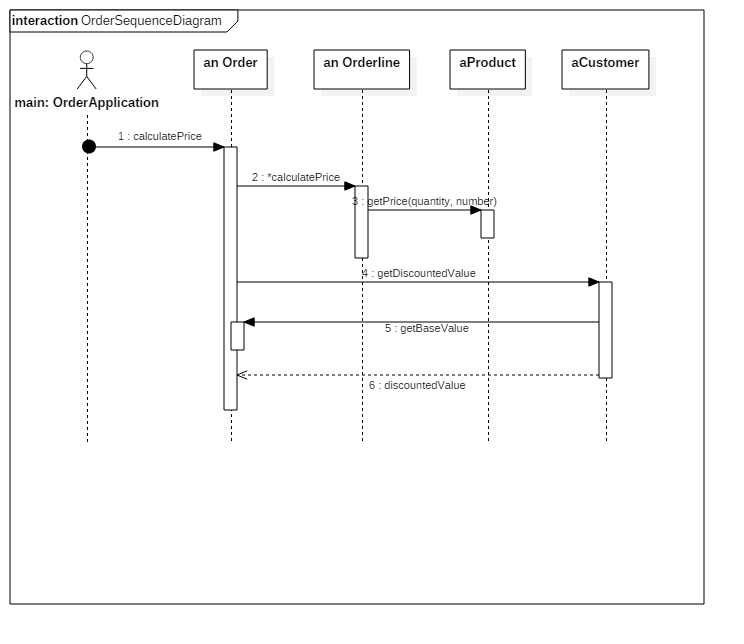 interaction OrderSequenceDiagram
main: OrderApplication
an Order
an Orderline
aProduct
aCustomer
1 : calculatePrice
2 : *calculatePrice
3 : getPrice(quantity, number)
4 : getDiscountedValue
5 : getBaseValue
6 : discountedValue